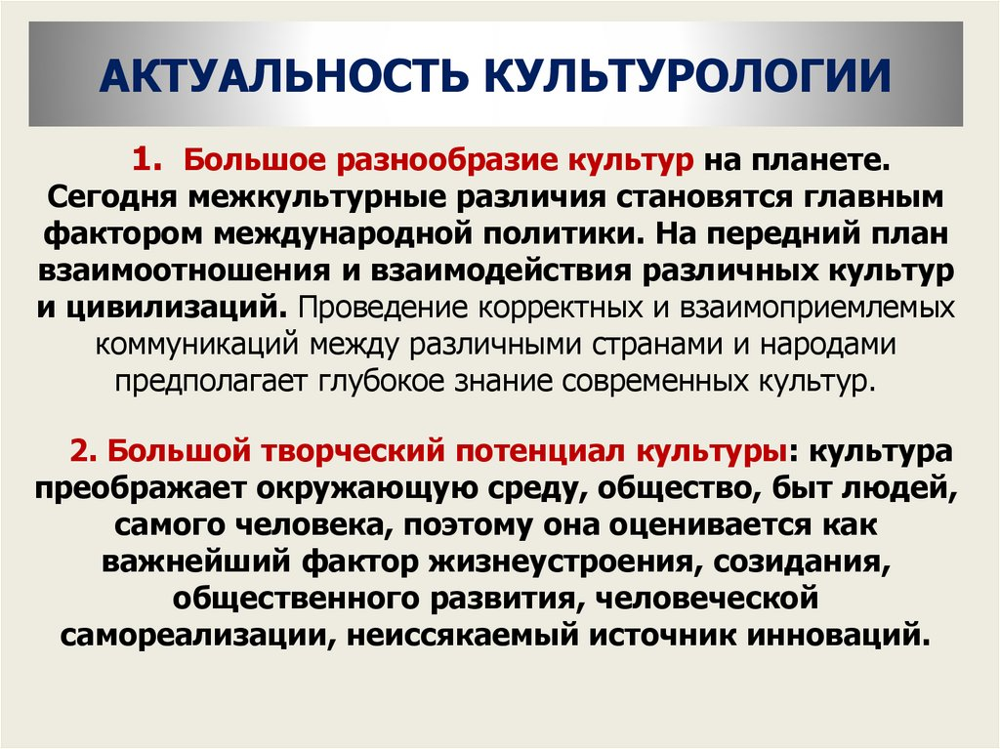 АКТУАЛЬНОСТЬ КУЛЬТУРОЛОГИИ
1. Большое разнообразие культур на планете.
Сегодня межкультурные различия становятся главным
фактором международной политики. На передний план
взаимоотношения и взаимодействия различных культур
и цивилизаций. Проведение корректных и взаимоприемлемых
коммуникаций между различными странами и народами
предполагает глубокое знание современных культур.
2. Большой творческий потенциал культуры: культура
преображает окружающую среду, общество, быт людей,
самого человека, поэтому она оценивается как
важнейший фактор жизнеустроения, созидания,
общественного развития, человеческой
самореализации, неиссякаемый источник инноваций.